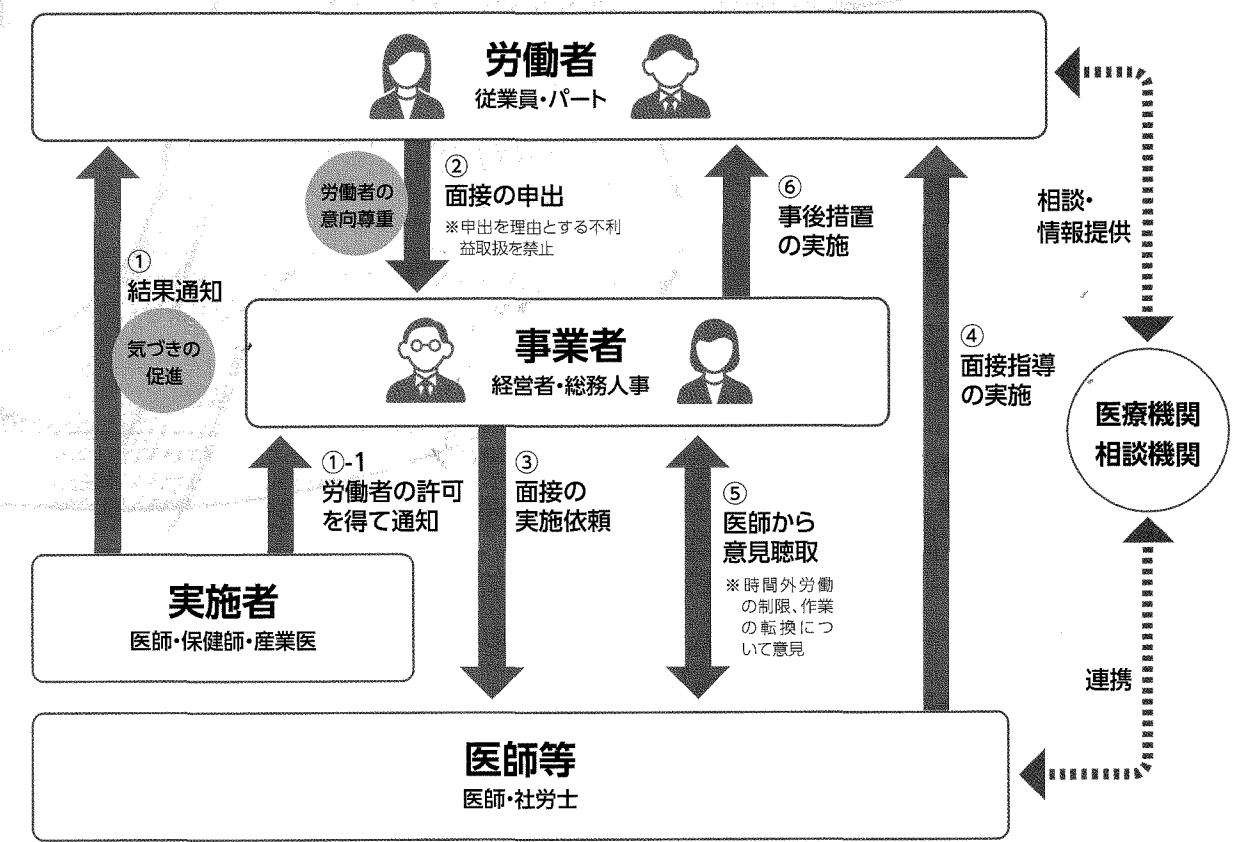 労働者
従業員・パート
労働者の
意向尊重
②
面接の申出
※申出を理由とする不利
益取扱を禁止
⑥
事後措置
の実施
相談・
情報提供
①
結果通知
気づきの
促進
事業者
経営者・総務人事
④
面接指導
の実施
医療機関
相談機関
①-1
労働者の許可
を得て通知
③
面接の
実施依頼
⑤
医師から
意見聴取
※時間外労働
の制限、作業
の転換につ
いて意見
実施者
医師・保健師・産業医
連携
医師等
医師・社労士